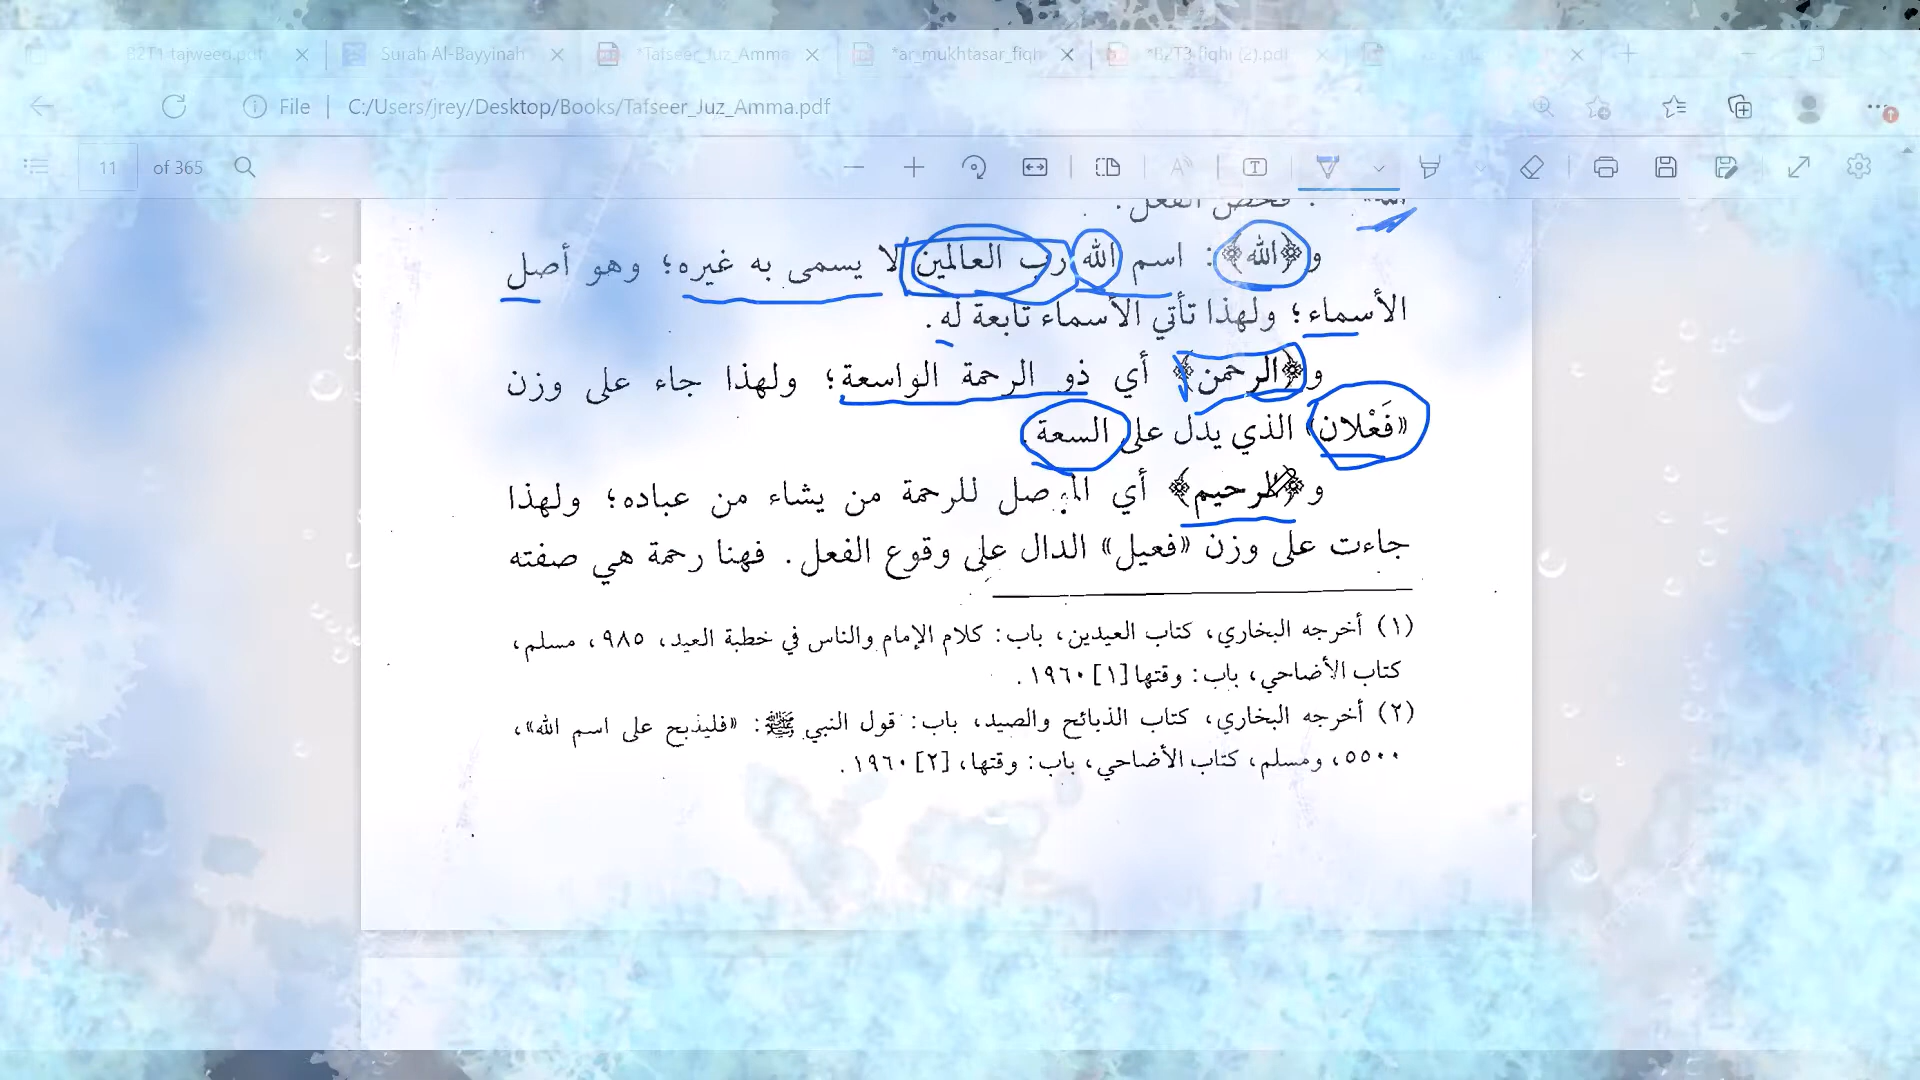 B2T1 tajweed.pdf
Surah Al-Bayyinah
*Tafseer_Juz_Amma
*ar_mukhtasar_fiqh
*B2T3 fiqhi (2).pdf
File | C:/Users/jrey/Desktop/Books/Tafseer_Juz_Amma.pdf
11 of 365
الله» . فخص الفعل.
و﴿الله﴾: اسم الله رب العالمين لا يسمى به غيره؛ وهو أصل
الأسماء؛ ولهذا تأتي الأسماء تابعة له.
و﴿الرحمن﴾ أي ذو الرحمة الواسعة؛ ولهذا جاء على وزن
«فَعْلان» الذي يدل على السعة.
و﴿الرحيم﴾ أي الموصل للرحمة من يشاء من عباده؛ ولهذا
جاءت على وزن «فعيل» الدال على وقوع الفعل. فهنا رحمة هي صفته
(١) أخرجه البخاري، كتاب العيدين، باب: كلام الإمام والناس في خطبة العيد، ٩٨٥، مسلم،
كتاب الأضاحي، باب: وقتها [١] ١٩٦٠.
(٢) أخرجه البخاري، كتاب الذبائح والصيد، باب: قول النبي ﷺ: «فليذبح على اسم الله»،
٥٥٠٠، ومسلم، كتاب الأضاحي، باب: وقتها، [٢] ١٩٦٠.